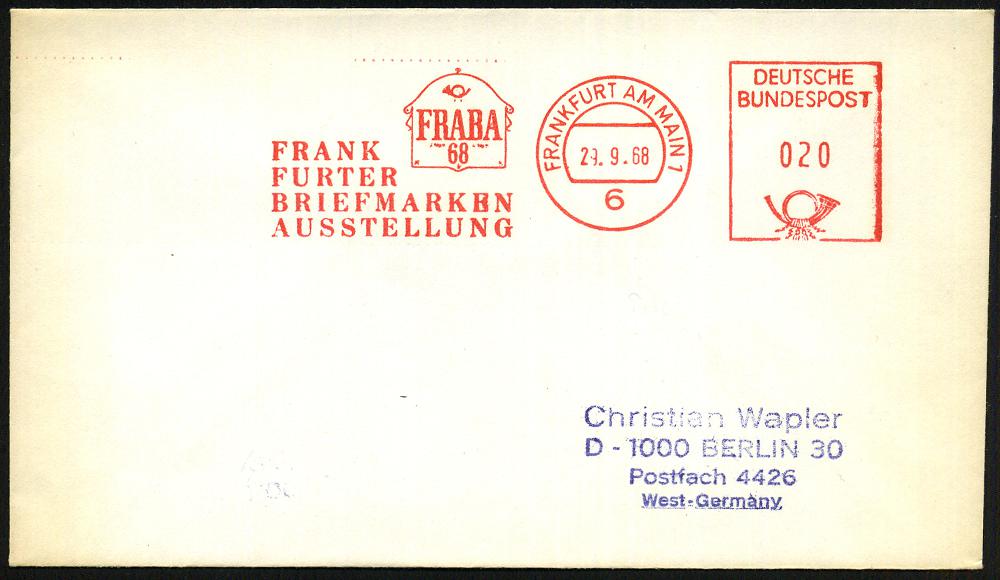 FRABA
68
FRANK
FURTER
BRIEFMARKEN
AUSSTELLUNG
FRANKFURT AM MAIN 1
29.9.68
6
DEUTSCHE
BUNDESPOST
020
Christian Wapler
D - 1000 BERLIN 30
Postfach 4426
West-Germany